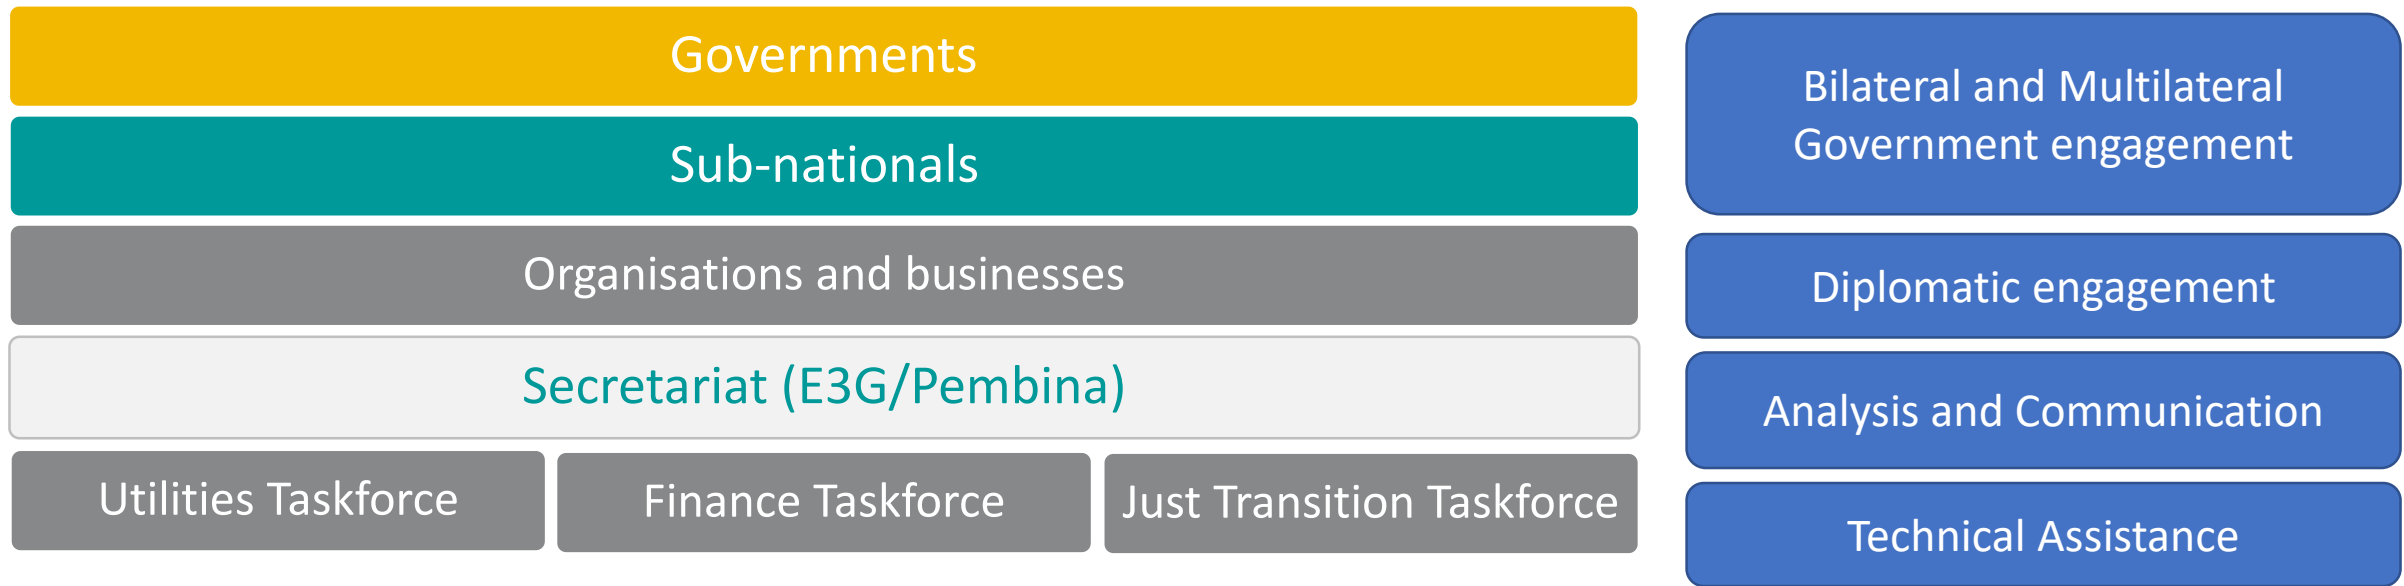 Governments
Sub-nationals
Organisations and businesses
Secretariat (E3G/Pembina)
Utilities Taskforce
Finance Taskforce
Just Transition Taskforce
Bilateral and Multilateral
Government engagement
Diplomatic engagement
Analysis and Communication
Technical Assistance